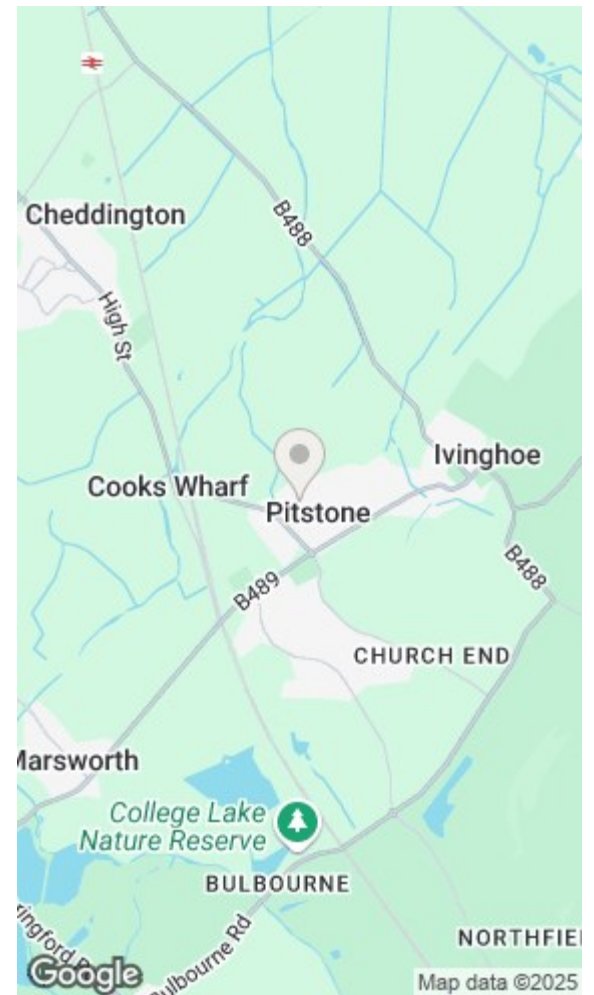 Cheddington
B488
High St
Ivinghoe
Cooks Wharf
Pitstone
B488
B489
CHURCH END
Marsworth
College Lake
Nature Reserve
BULBOURNE
NORTHFIE
Bulbourne Rd
Google
Map data ©2025